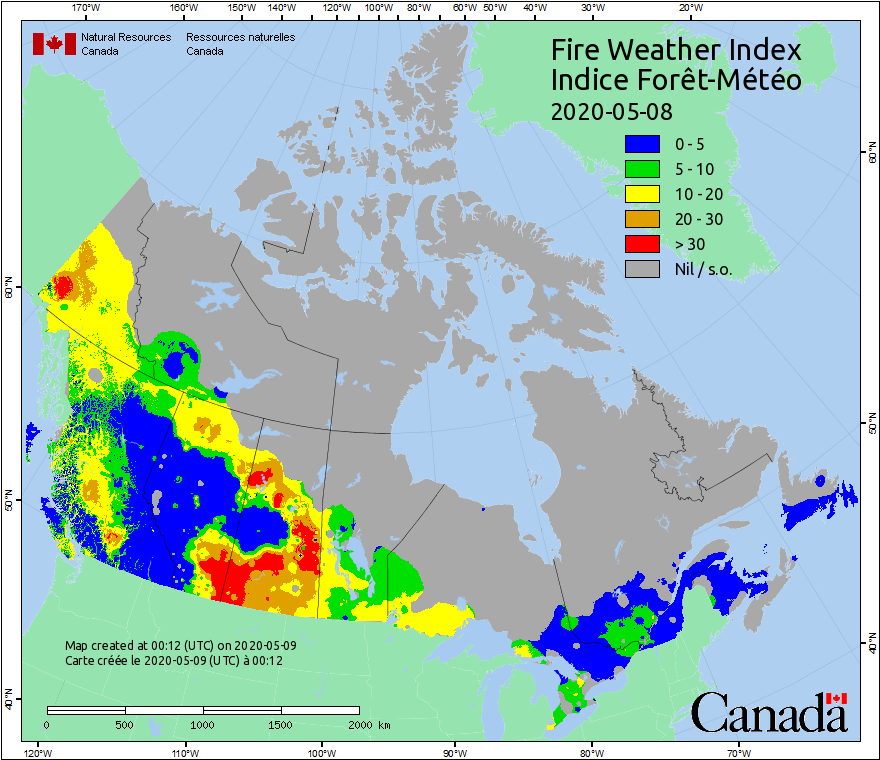 170°W 160°W 150°W 140°W 130°W 120°W 110°W 100°W 90°W 80°W 70°W 60°W 50°W 40°W 30°W 20°W
Natural Resources Ressources naturelles
Canada Canada
Fire Weather Index
Indice Forêt-Météo
2020-05-08
0 - 5
5 - 10
10 - 20
20 - 30
> 30
Nil / s.o.
60°N
60°N
50°N
50°N
40°N
40°N
Map created at 00:12 (UTC) on 2020-05-09
Carte créée le 2020-05-09 (UTC) à 00:12
0 500 1000 1500 2000 km
Canada
120°W 110°W 100°W 90°W 80°W 70°W